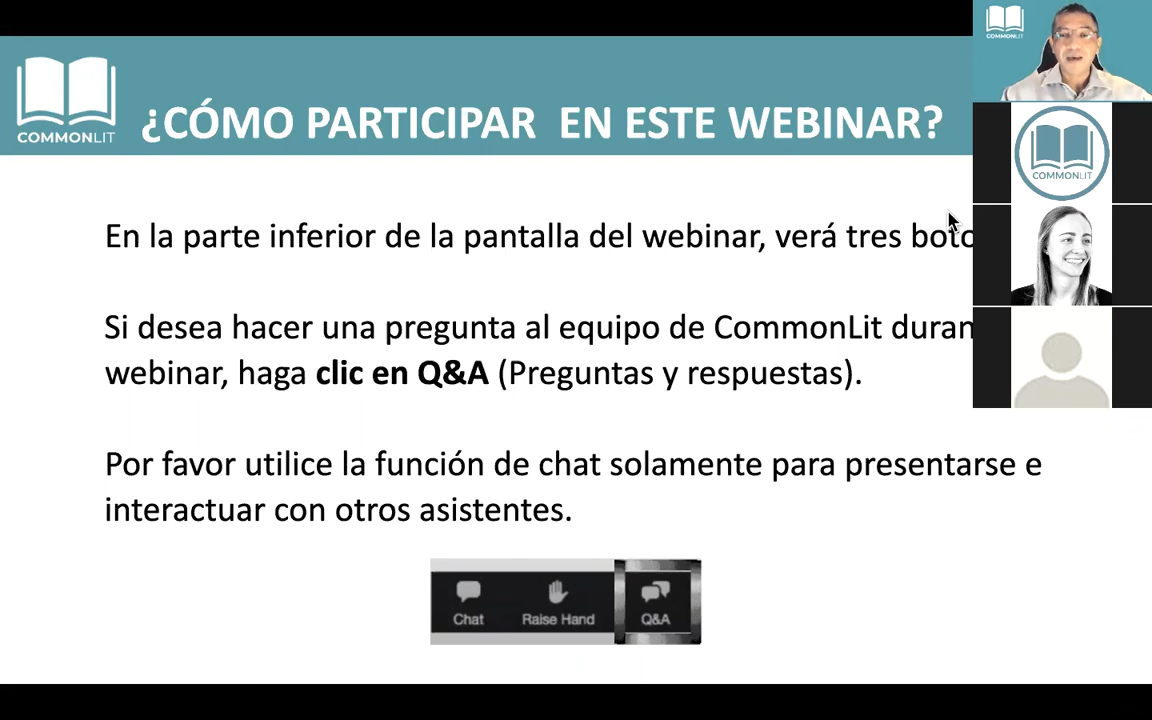 COMMONLIT
¿CÓMO PARTICIPAR EN ESTE WEBINAR?
COMMONLIT
COMMONLIT
En la parte inferior de la pantalla del webinar, verá tres
Si desea hacer una pregunta al equipo de CommonLit
webinar, haga clic en Q&A (Preguntas y respuestas).
Por favor utilice la función de chat solamente para presentarse e
interactuar con otros asistentes.
Chat Raise Hand Q&A